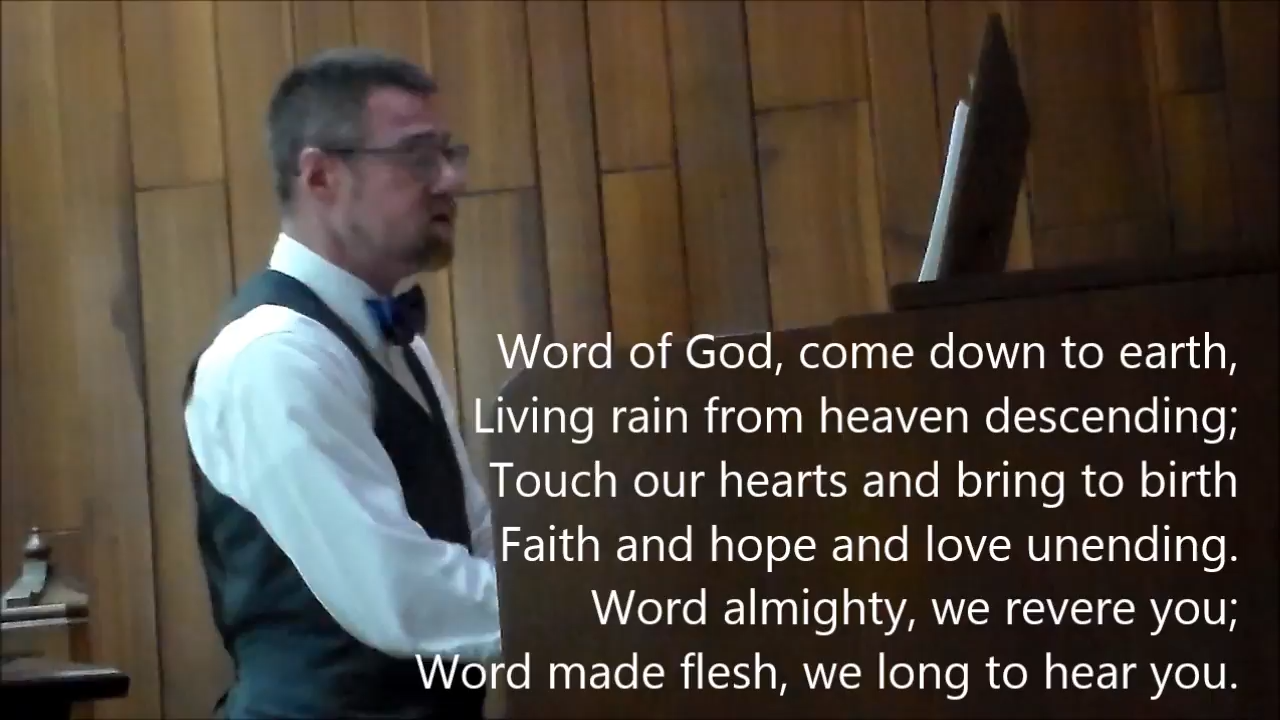 Word of God, come down to earth,
Living rain from heaven descending;
Touch our hearts and bring to birth
Faith and hope and love unending.
Word almighty, we revere you;
Word made flesh, we long to hear you.